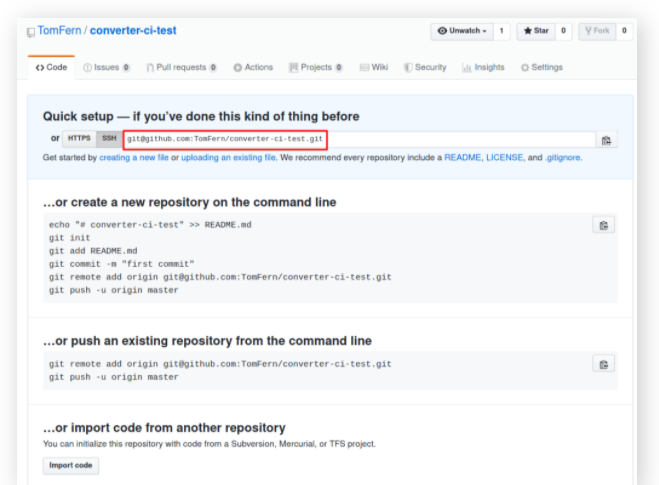 TomFern / converter-ci-test
Unwatch 1 Star 0 Fork 0
Code Issues 0 Pull requests 0 Actions Projects 0 Wiki Security Insights Settings
Quick setup — if you've done this kind of thing before
or HTTPS SSH git@github.com:TomFern/converter-ci-test.git
Get started by creating a new file or uploading an existing file. We recommend every repository include a README, LICENSE, and .gitignore.
…or create a new repository on the command line
echo "# converter-ci-test" >> README.md
git init
git add README.md
git commit -m "first commit"
git remote add origin git@github.com:TomFern/converter-ci-test.git
git push -u origin master
…or push an existing repository from the command line
git remote add origin git@github.com:TomFern/converter-ci-test.git
git push -u origin master
…or import code from another repository
You can initialize this repository with code from a Subversion, Mercurial, or TFS project.
Import code